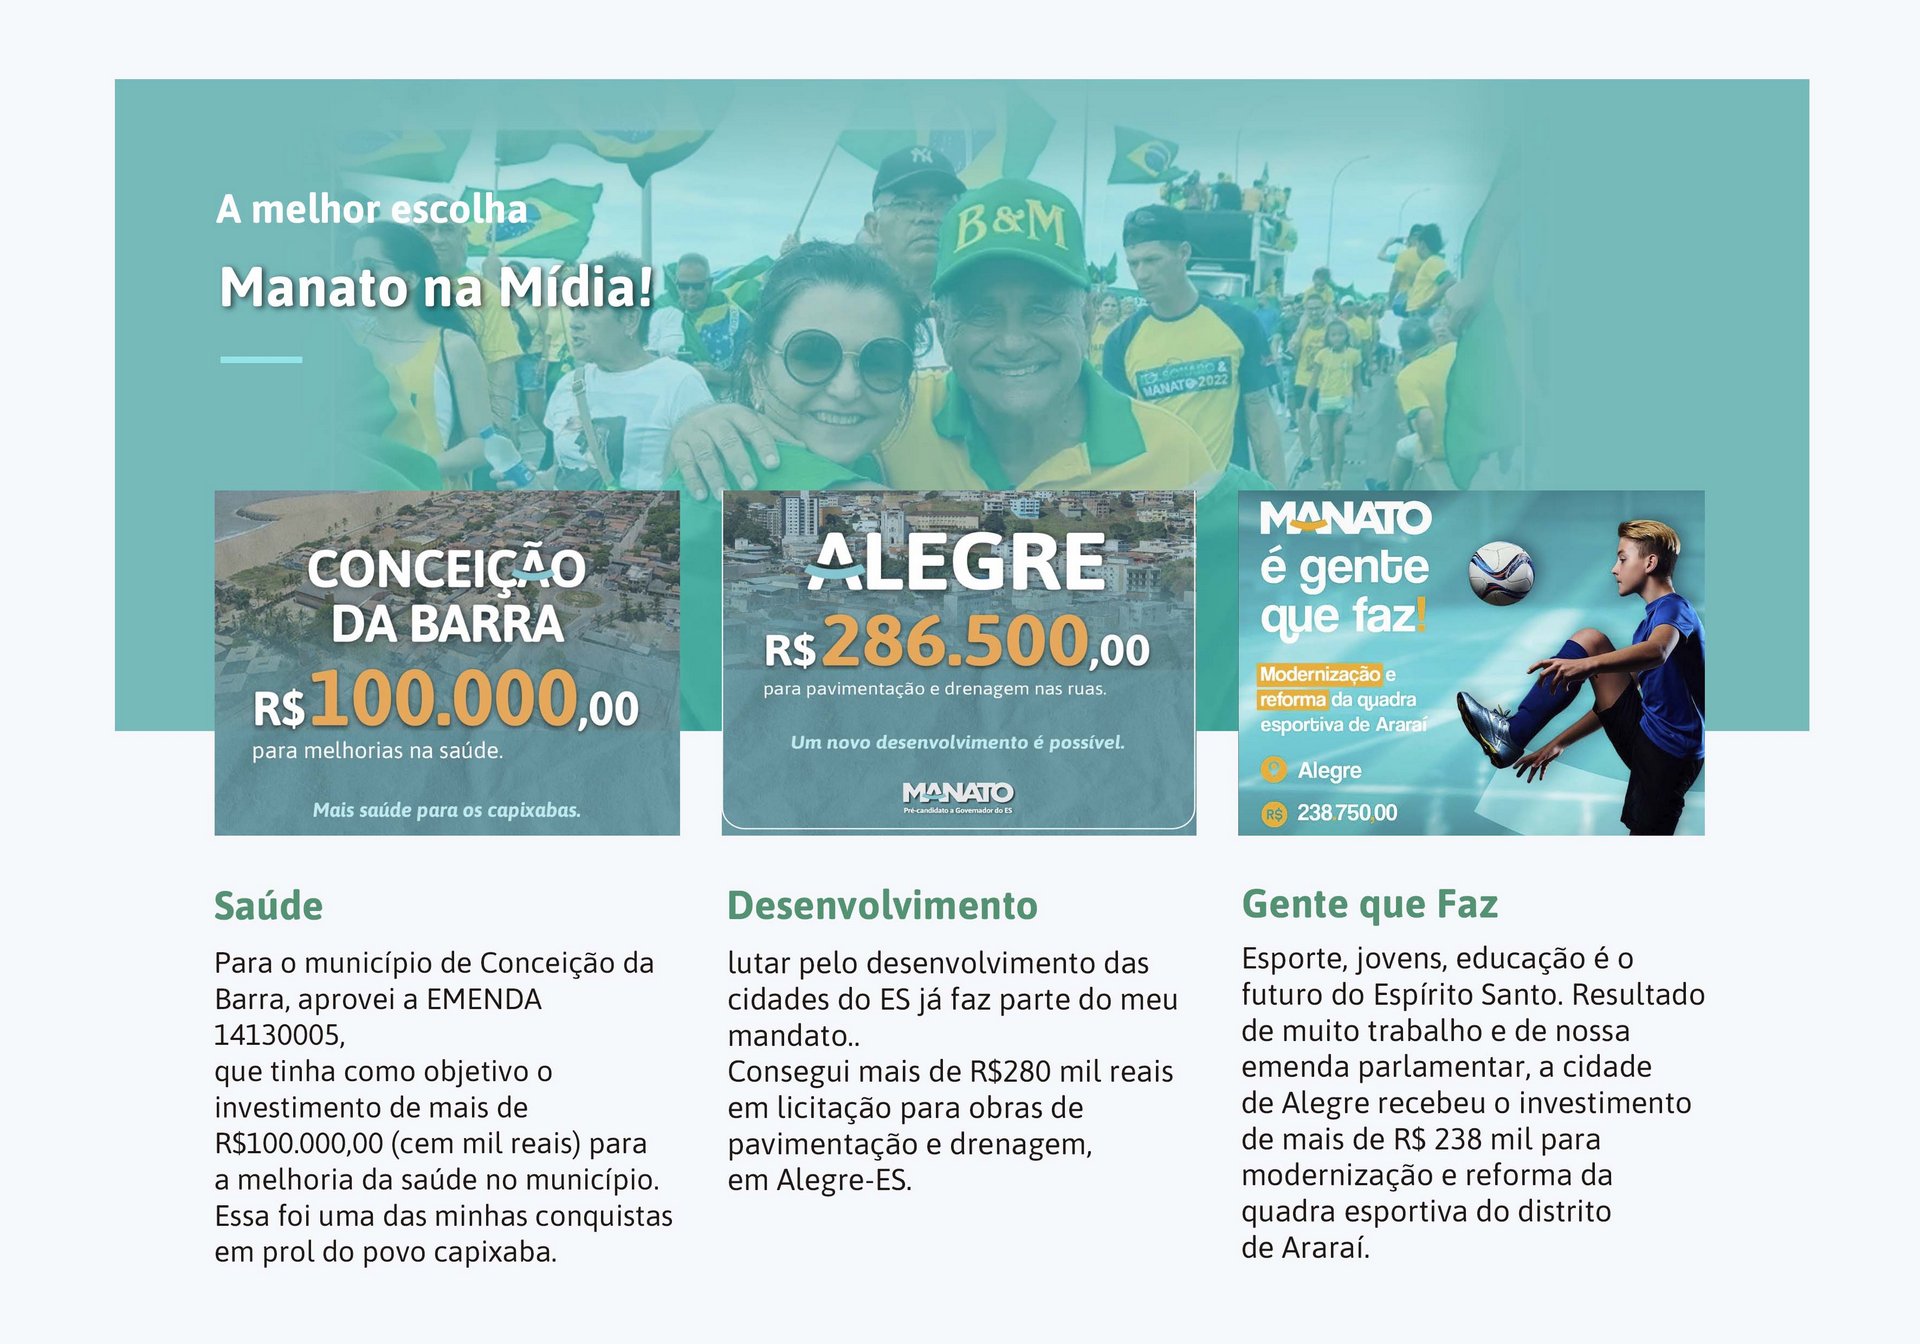 A melhor escolha
Manato na Mídia!
B&M
BOLSONARO &
MANATO 2022
CONCEIÇÃO
DA BARRA
R$100.000,00
para melhorias na saúde.
Mais saúde para os capixabas.
ALEGRE
R$286.500,00
para pavimentação e drenagem nas ruas.
Um novo desenvolvimento é possível.
MANATO
Pré-candidato a Governador do ES
MANATO
é gente
que faz!
Modernização e
reforma da quadra
esportiva de Araraí
Alegre
R$ 238.750,00
Saúde
Para o município de Conceição da
Barra, aprovei a EMENDA
14130005,
que tinha como objetivo o
investimento de mais de
R$100.000,00 (cem mil reais) para
a melhoria da saúde no município.
Essa foi uma das minhas conquistas
em prol do povo capixaba.
Desenvolvimento
lutar pelo desenvolvimento das
cidades do ES já faz parte do meu
mandato..
Consegui mais de R$280 mil reais
em licitação para obras de
pavimentação e drenagem,
em Alegre-ES.
Gente que Faz
Esporte, jovens, educação é o
futuro do Espírito Santo. Resultado
de muito trabalho e de nossa
emenda parlamentar, a cidade
de Alegre recebeu o investimento
de mais de R$ 238 mil para
modernização e reforma da
quadra esportiva do distrito
de Araraí.